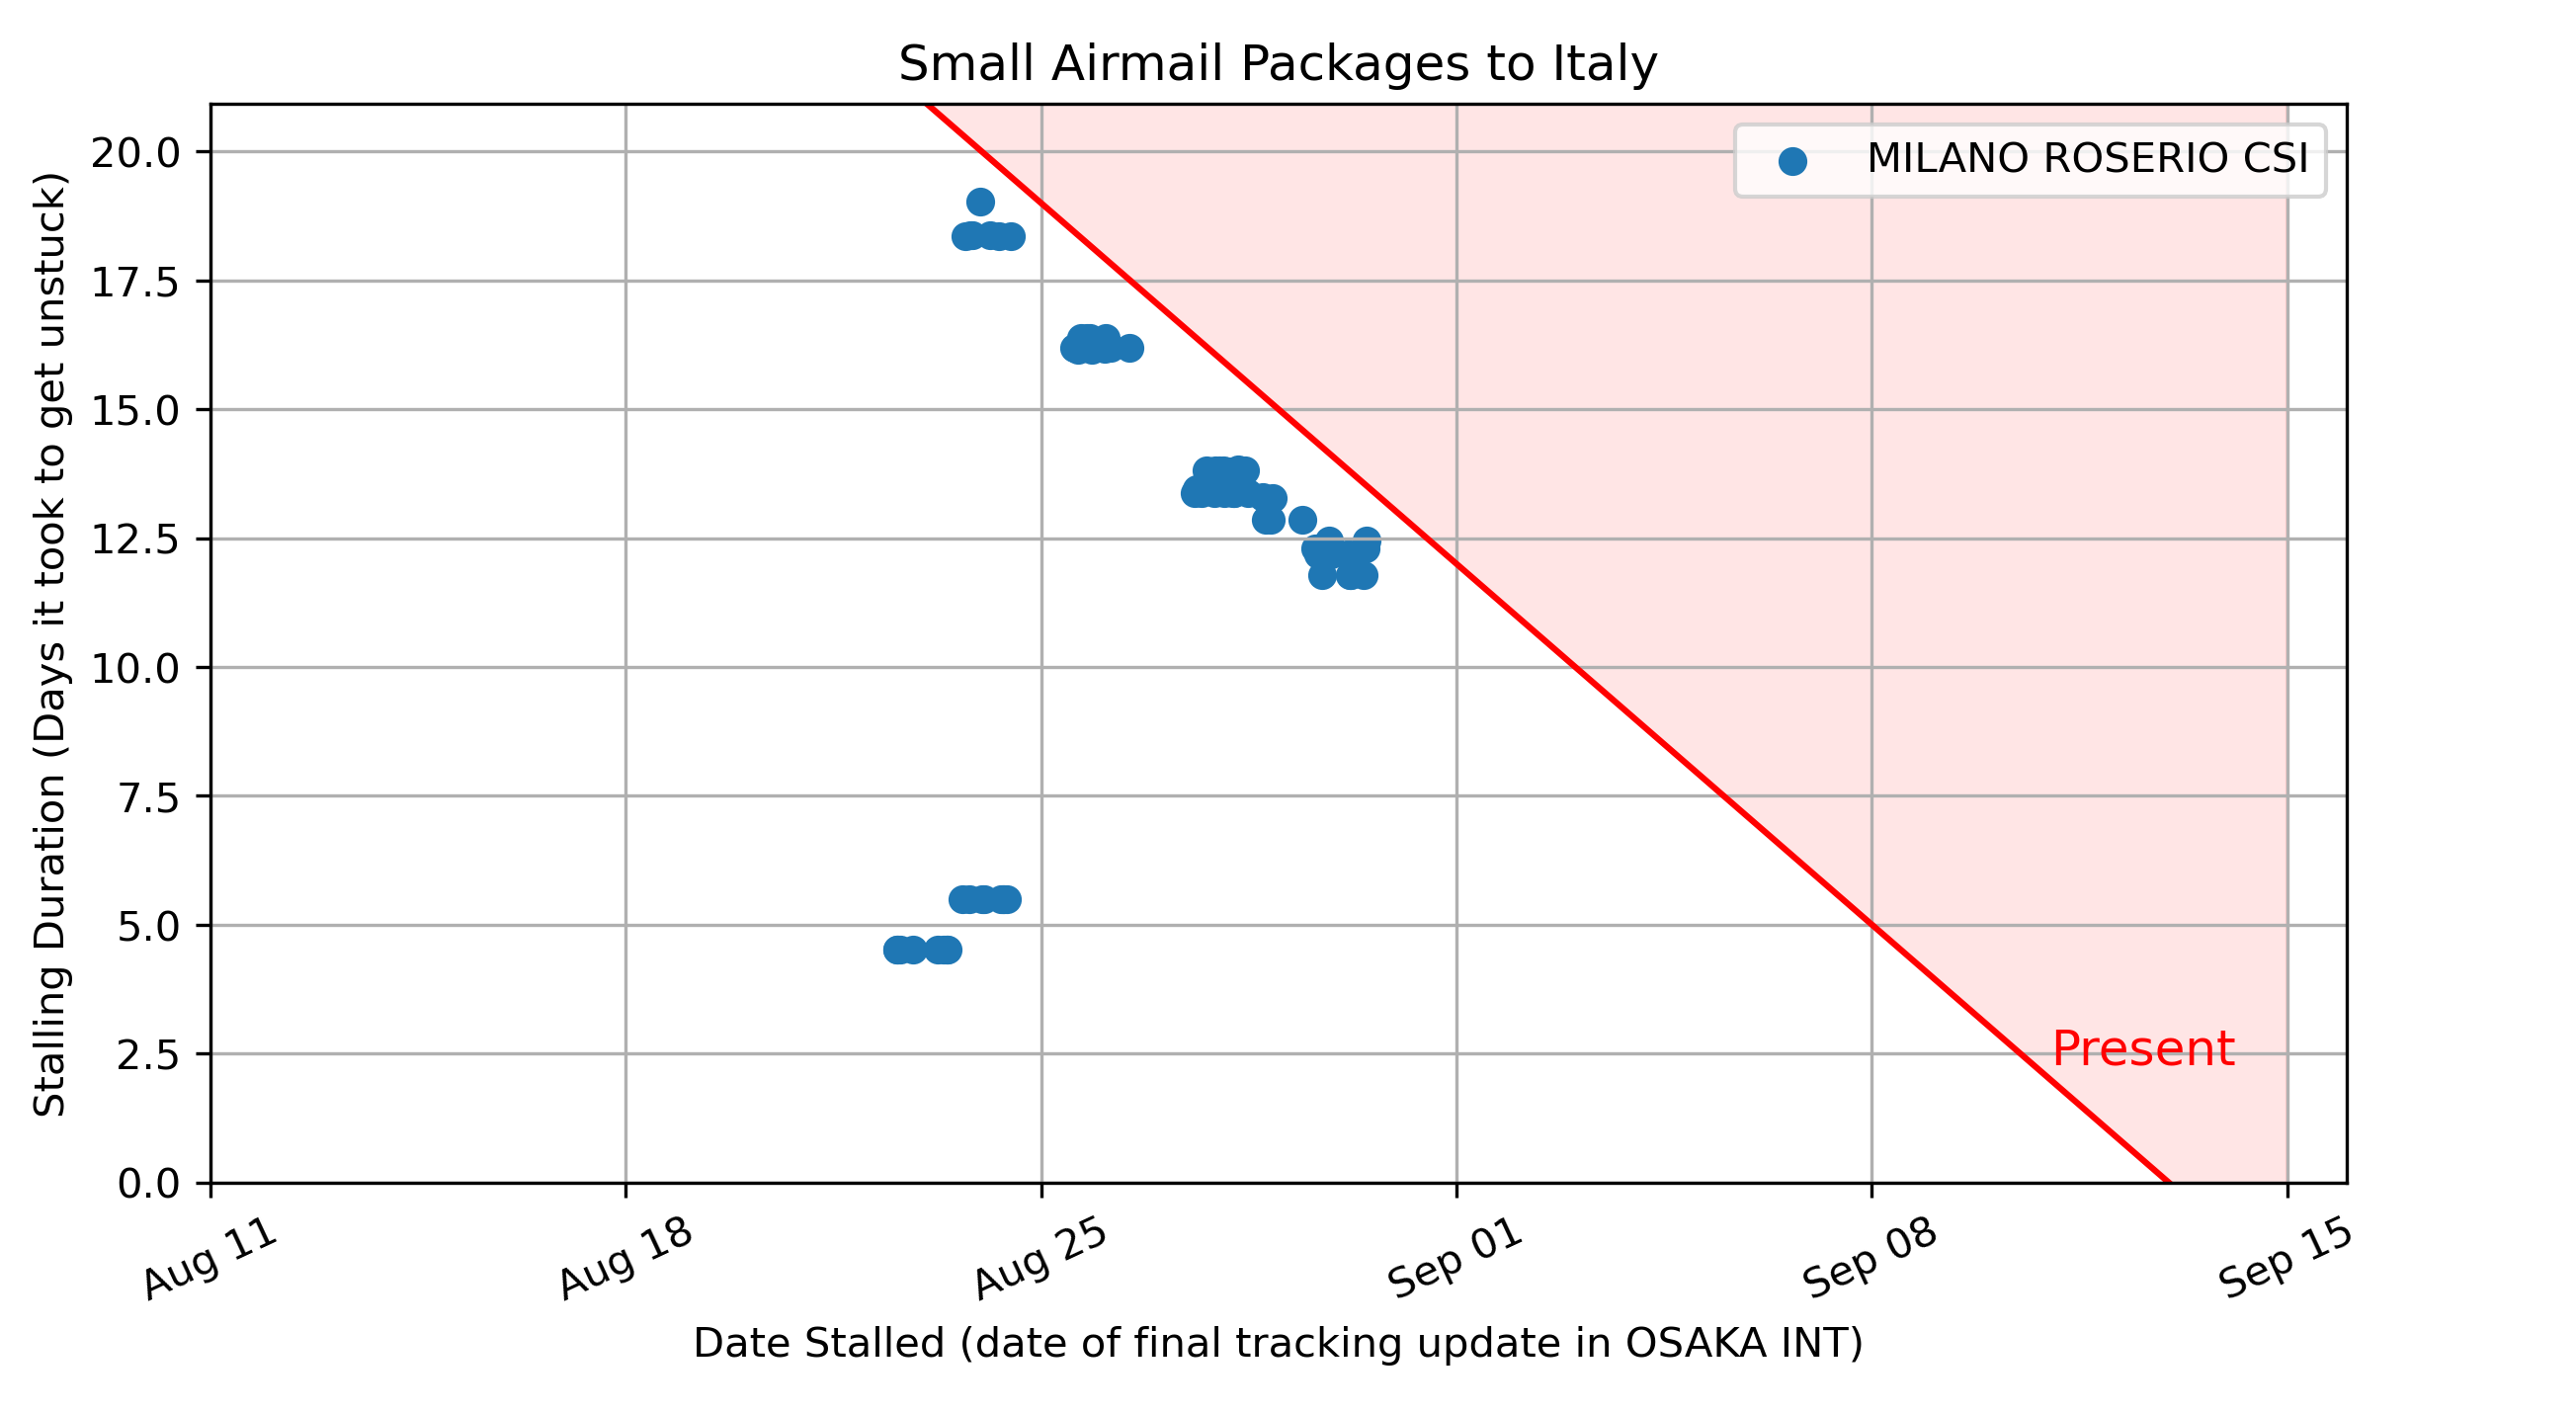 Small Airmail Packages to Italy
MILANO ROSERIO CSI
Stalling Duration (Days it took to get unstuck)
20.0
17.5
15.0
12.5
10.0
7.5
5.0
2.5
0.0
Present
Aug 11
Aug 18
Aug 25
Sep 01
Sep 08
Sep 15
Date Stalled (date of final tracking update in OSAKA INT)